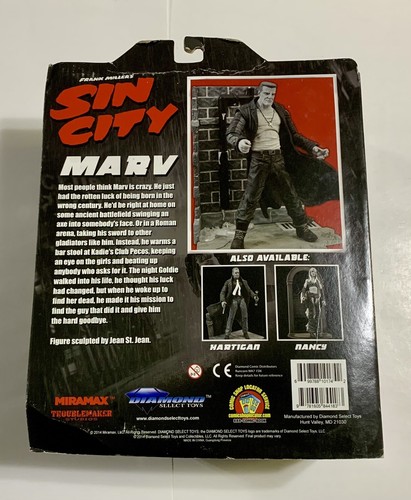 FRANK MILLER'S
SIN
CITY
MARV
Most people think Marv is crazy. He just
had the rotten luck of being born in the
wrong century. He'd be right at home on
some ancient battlefield swinging an
axe into somebody's face. Or in a Roman
arena, taking his sword to other
gladiators like him. Instead, he warms a
bar stool at Kadie's Club Pecos, keeping
an eye on the girls and beating up
anybody who asks for it. The night Goldie
walked into his life, he thought his luck
had changed, but when he woke up to
find her dead, he made it his mission to
find the guy that did it and give him
the hard goodbye.
Figure sculpted by Jean St. Jean.
ALSO AVAILABLE:
HARTIGAN
NANCY
MIRAMAX
TROUBLEMAKER
STUDIOS
DIAMOND
SELECT TOYS
www.diamondselecttoys.com
CE
COMIC SHOP LOCATOR SERVICE
Manufactured by Diamond Select Toys
Hunt Valley, MD 21030